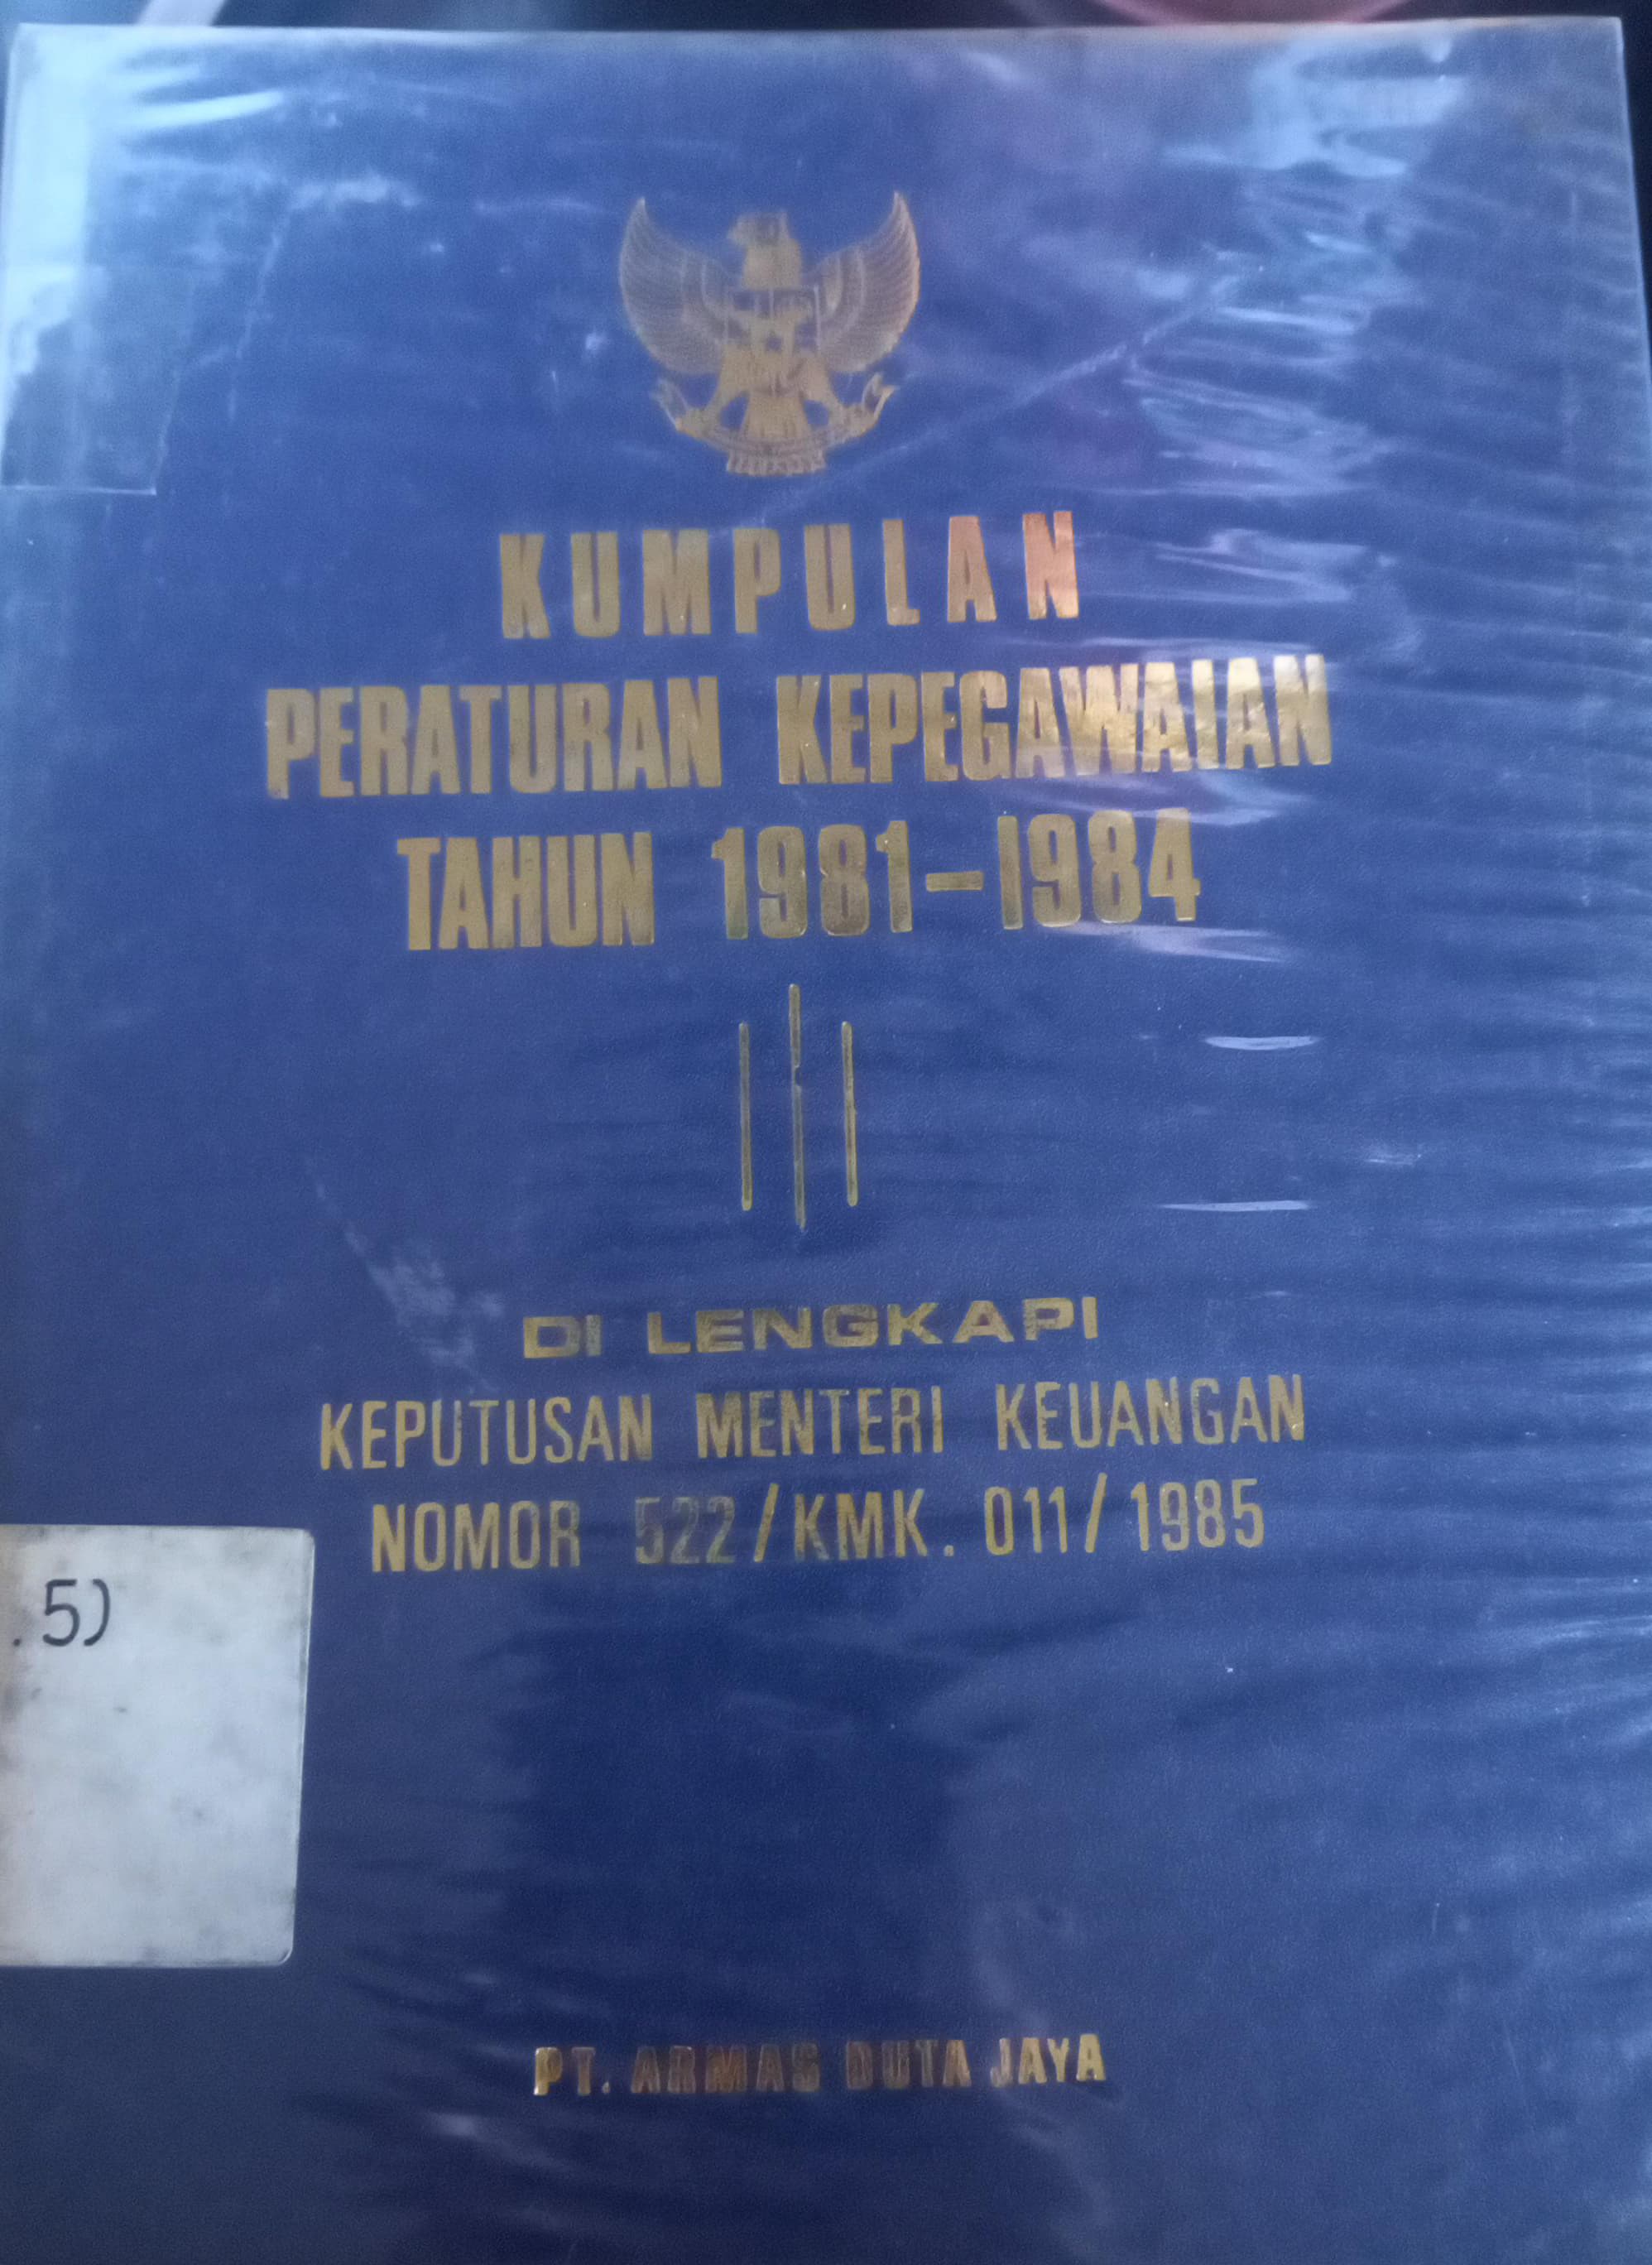 KUMPULAN
PERATURAN KEPEGAWAIAN
TAHUN 1981-1984
DI LENGKAPI
KEPUTUSAN MENTERI KEUANGAN
NOMOR 522/KMK. 011/1985
.5)
PT. ARMAS DUTA JAYA